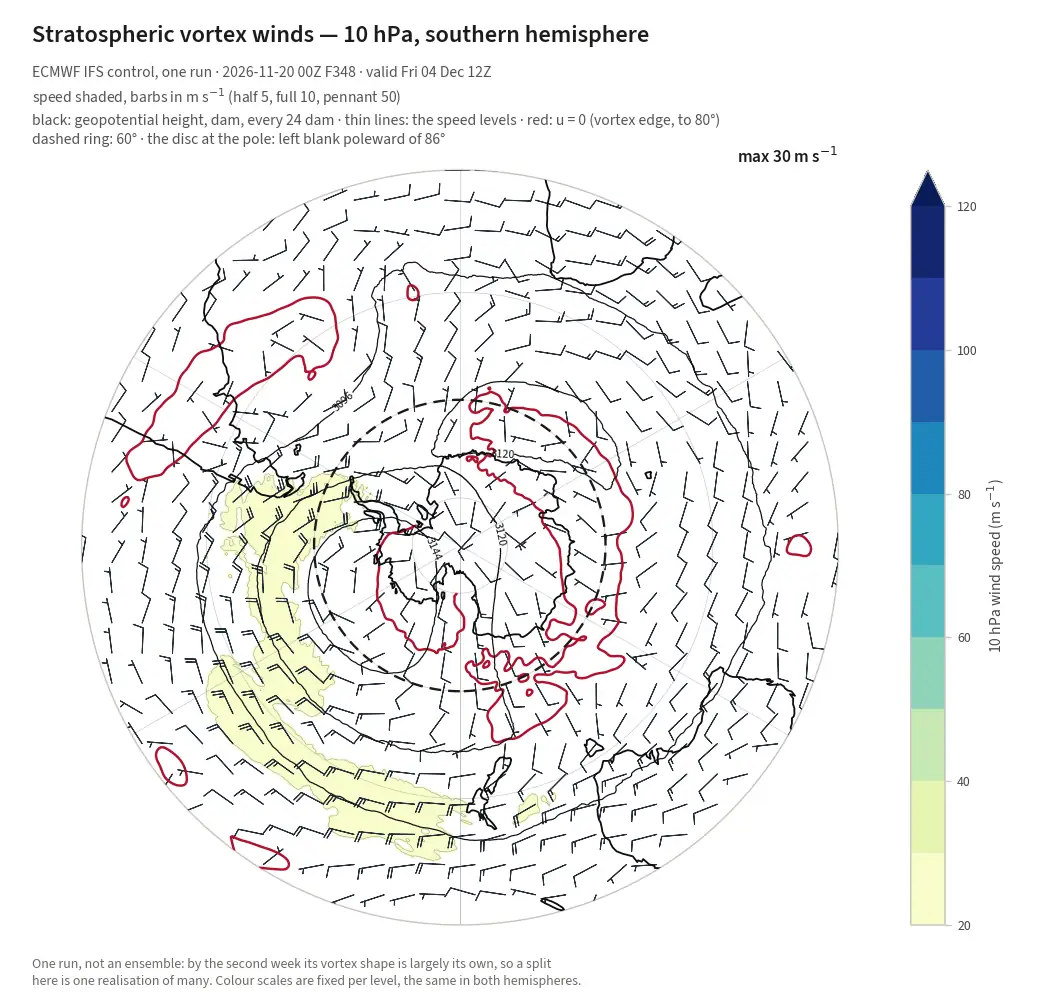 Stratospheric vortex winds — 10 hPa, southern hemisphere
ECMWF IFS control, one run · 2026-11-20 00Z F348 · valid Fri 04 Dec 12Z
speed shaded, barbs in m s⁻¹ (half 5, full 10, pennant 50)
black: geopotential height, dam, every 24 dam · thin lines: the speed levels · red: u = 0 (vortex edge, to 80°)
dashed ring: 60° · the disc at the pole: left blank poleward of 86°
max 30 m s⁻¹
120
100
80
60
40
20
10 hPa wind speed (m s⁻¹)
3096
3120
3120
3144
One run, not an ensemble: by the second week its vortex shape is largely its own, so a split
here is one realisation of many. Colour scales are fixed per level, the same in both hemispheres.